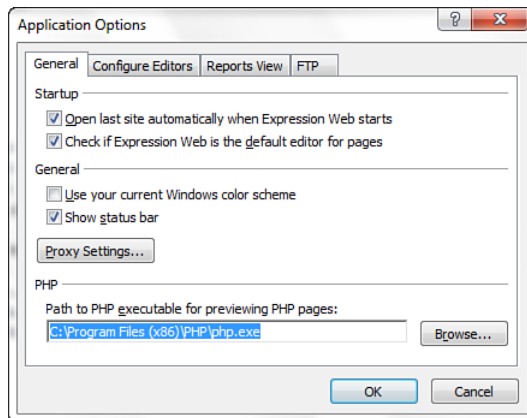 Application Options
?
General Configure Editors Reports View FTP
Startup
Open last site automatically when Expression Web starts
Check if Expression Web is the default editor for pages
General
Use your current Windows color scheme
Show status bar
Proxy Settings...
PHP
Path to PHP executable for previewing PHP pages:
C:\Program Files (x86)\PHP\php.exe
Browse...
OK Cancel